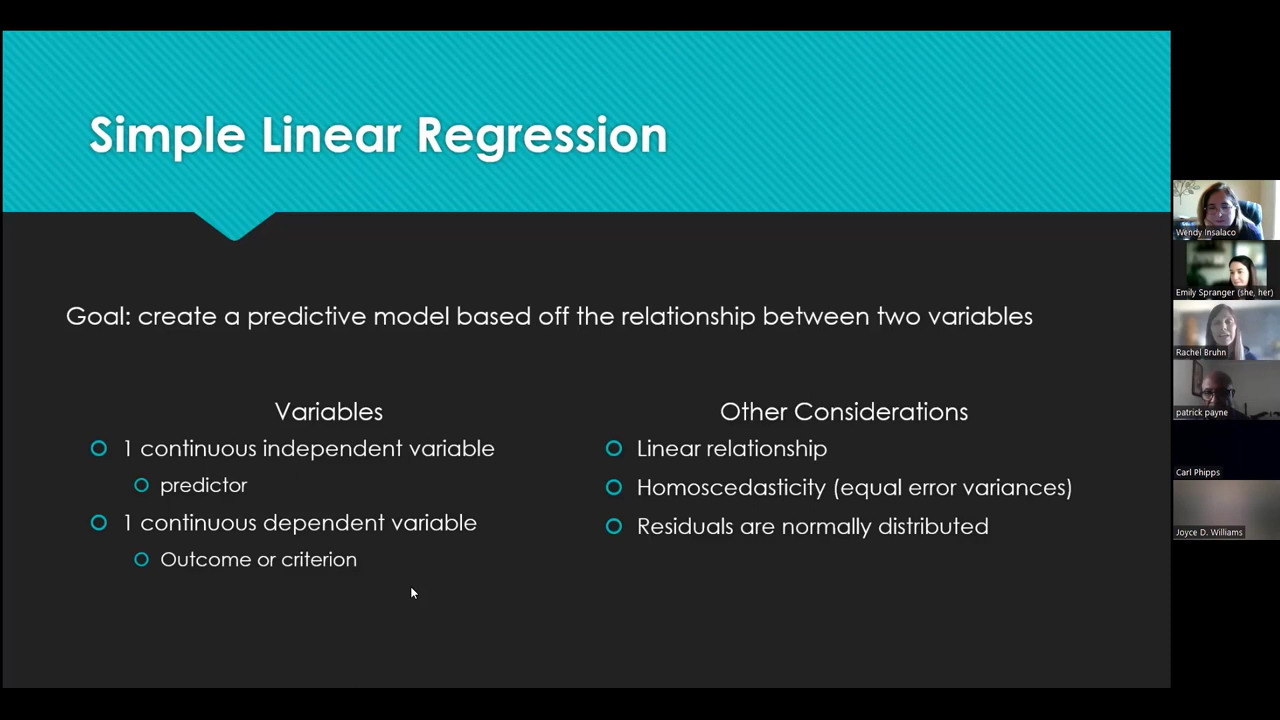 Simple Linear Regression
Goal: create a predictive model based off the relationship between two variables
Variables
1 continuous independent variable
predictor
1 continuous dependent variable
Outcome or criterion
Other Considerations
Linear relationship
Homoscedasticity (equal error variances)
Residuals are normally distributed
Wendy Insalaco
Emily Spranger (she, her)
Rachel Bruhn
patrick payne
Carl Phipps
Joyce D. Williams